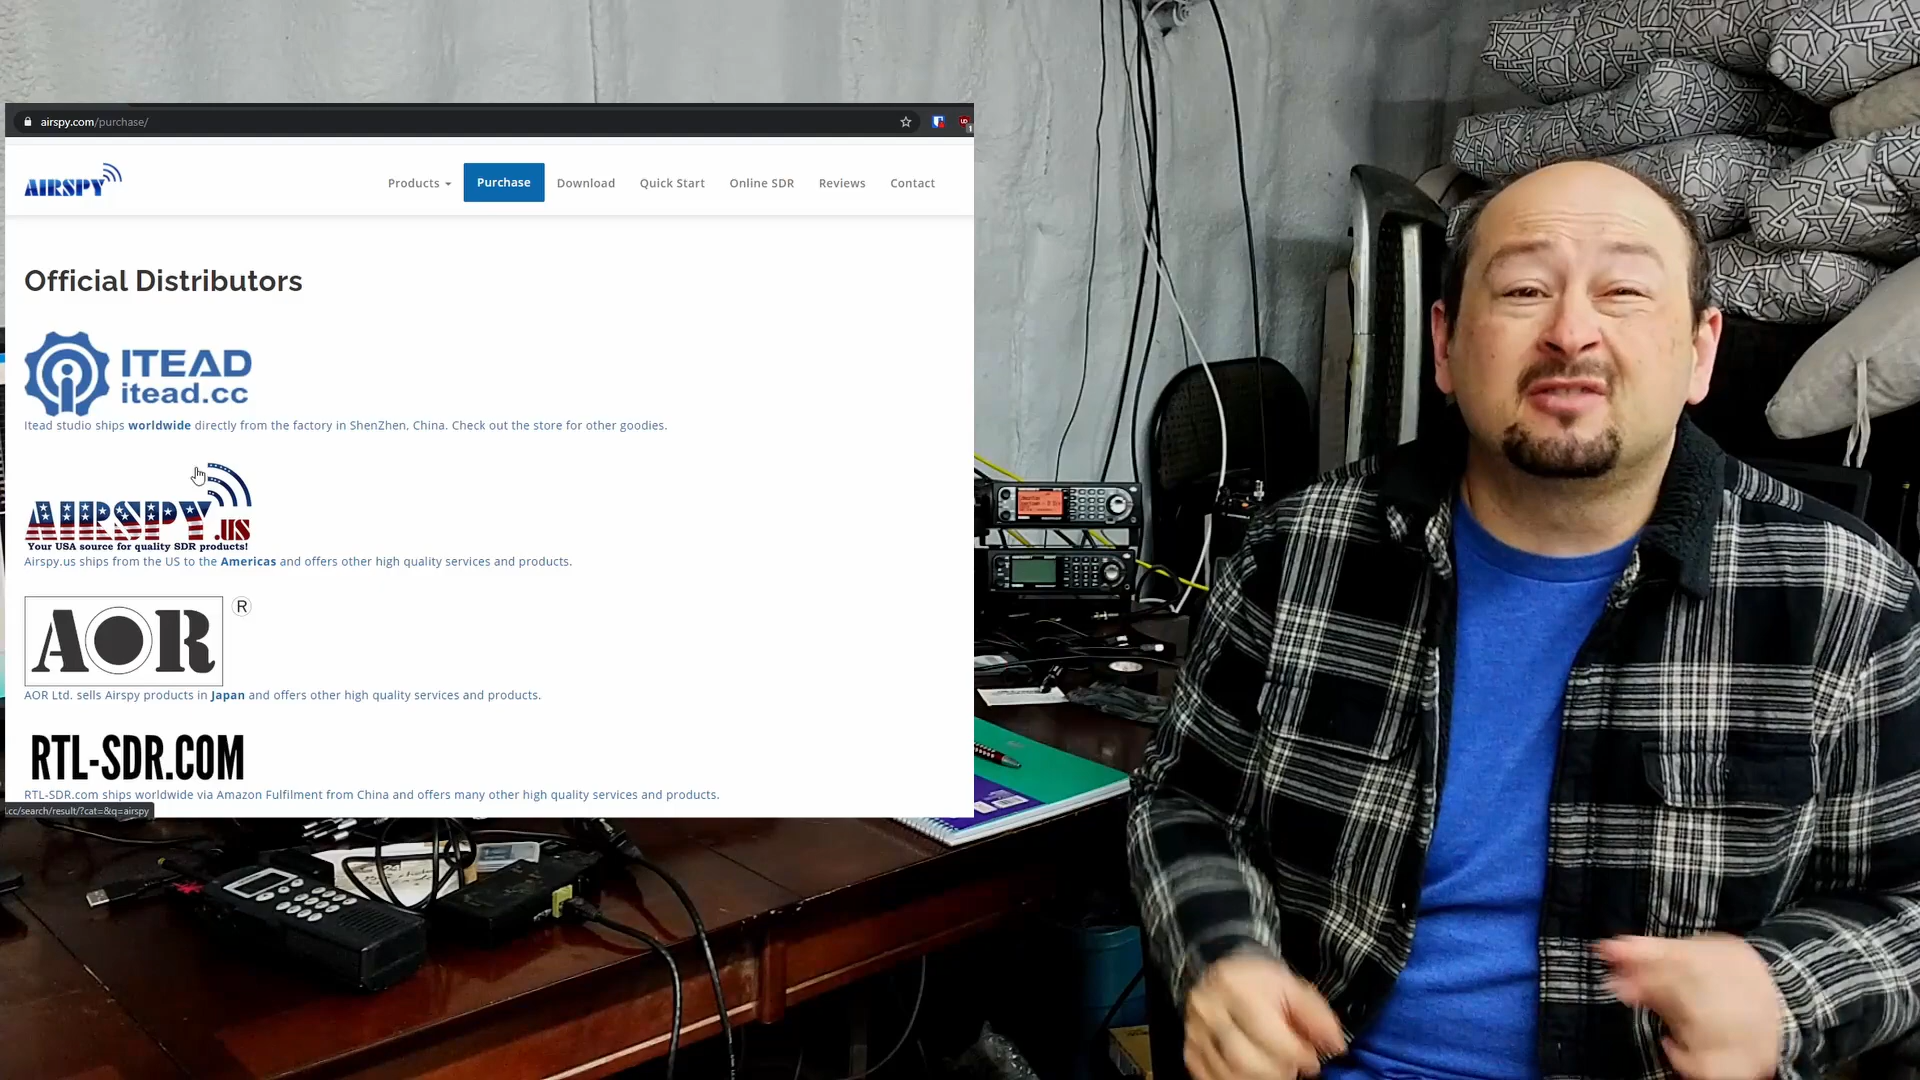 airspy.com/purchase/
AIRSPY
Products Purchase Download Quick Start Online SDR Reviews Contact
Official Distributors
ITEAD
itead.cc
Itead studio ships worldwide directly from the factory in ShenZhen, China. Check out the store for other goodies.
AIRSPY.US
Your USA source for quality SDR products!
Airspy.us ships from the US to the Americas and offers other high quality services and products.
AOR R
AOR Ltd. sells Airspy products in Japan and offers other high quality services and products.
RTL-SDR.COM
RTL-SDR.com ships worldwide via Amazon Fulfilment from China and offers many other high quality services and products.
.cc/search/result/?cat=&q=airspy